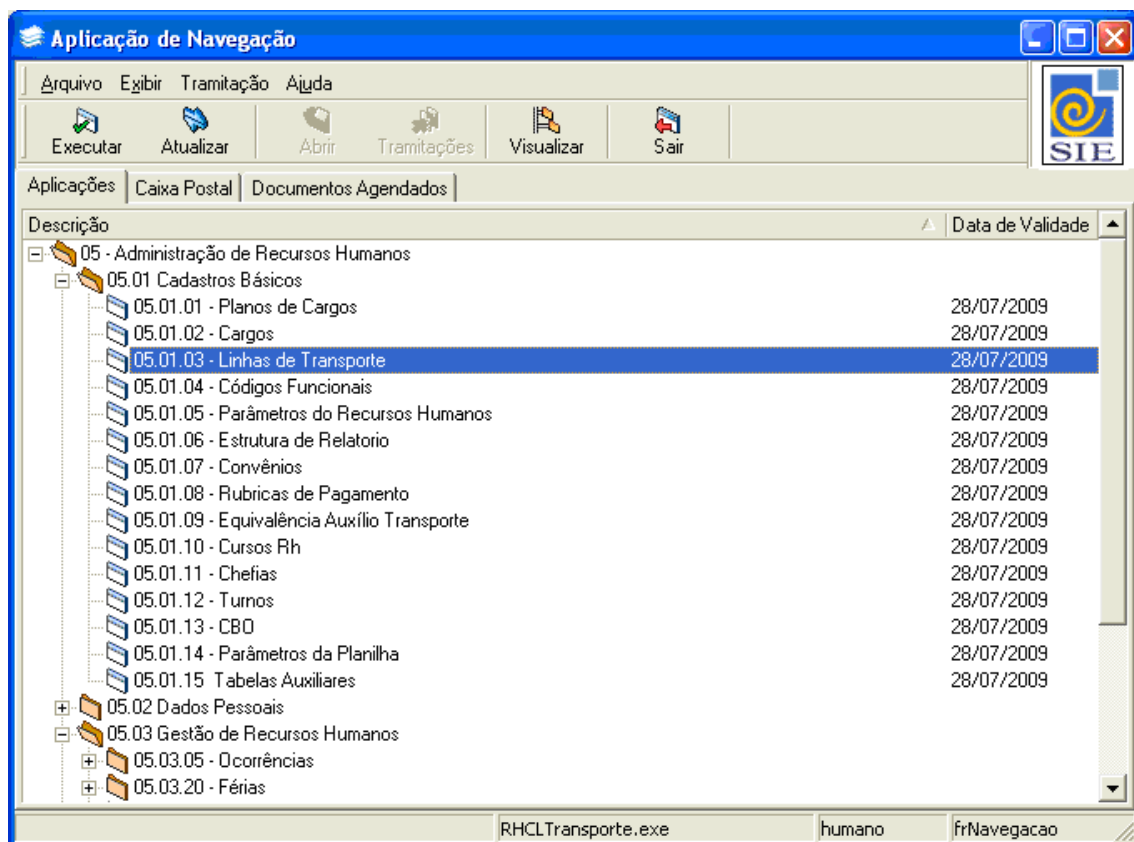 Aplicação de Navegação
Arquivo Exibir Tramitação Ajuda
Executar Atualizar Abrir Tramitações Visualizar Sair
SIE
Aplicações Caixa Postal Documentos Agendados
Descrição Data de Validade
05 - Administração de Recursos Humanos
05.01 Cadastros Básicos
05.01.01 - Planos de Cargos 28/07/2009
05.01.02 - Cargos 28/07/2009
05.01.03 - Linhas de Transporte 28/07/2009
05.01.04 - Códigos Funcionais 28/07/2009
05.01.05 - Parâmetros do Recursos Humanos 28/07/2009
05.01.06 - Estrutura de Relatorio 28/07/2009
05.01.07 - Convênios 28/07/2009
05.01.08 - Rubricas de Pagamento 28/07/2009
05.01.09 - Equivalência Auxílio Transporte 28/07/2009
05.01.10 - Cursos Rh 28/07/2009
05.01.11 - Chefias 28/07/2009
05.01.12 - Turnos 28/07/2009
05.01.13 - CBO 28/07/2009
05.01.14 - Parâmetros da Planilha 28/07/2009
05.01.15 Tabelas Auxiliares 28/07/2009
05.02 Dados Pessoais
05.03 Gestão de Recursos Humanos
05.03.05 - Ocorrências
05.03.20 - Férias
RHCLTransporte.exe humano frNavegacao